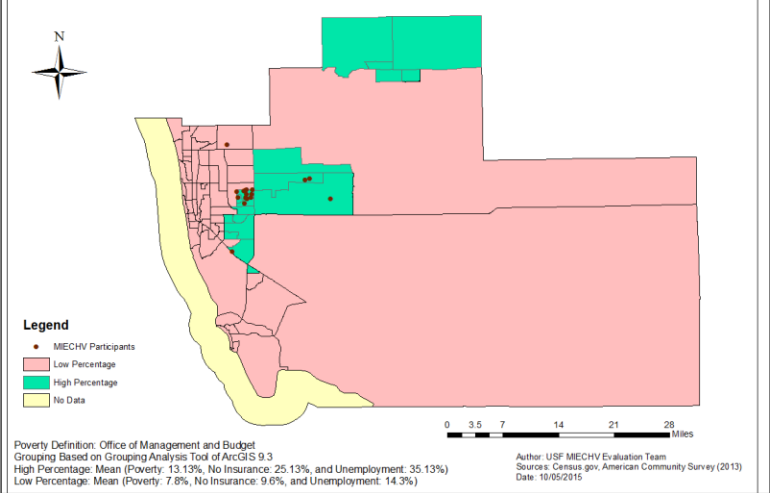 N
Legend
MIECHV Participants
Low Percentage
High Percentage
No Data
0 3.5 7 14 21 28
Miles
Poverty Definition: Office of Management and Budget
Grouping Based on Grouping Analysis Tool of ArcGIS 9.3
High Percentage: Mean (Poverty: 13.13%, No Insurance: 25.13%, and Unemployment: 35.13%)
Low Percentage: Mean (Poverty: 7.8%, No Insurance: 9.6%, and Unemployment: 14.3%)
Author: USF MIECHV Evaluation Team
Sources: Census.gov, American Community Survey (2013)
Date: 10/05/2015